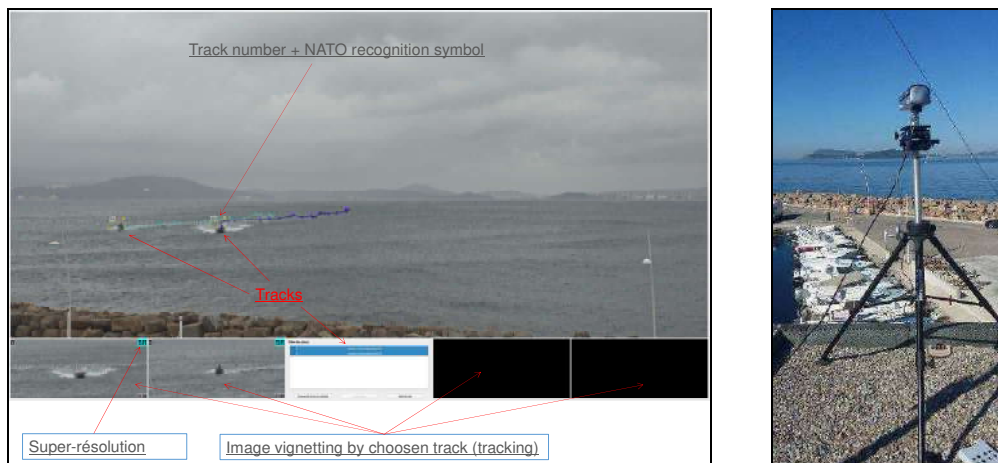 Track number + NATO recognition symbol
Tracks
Super-résolution
Image vignetting by choosen track (tracking)